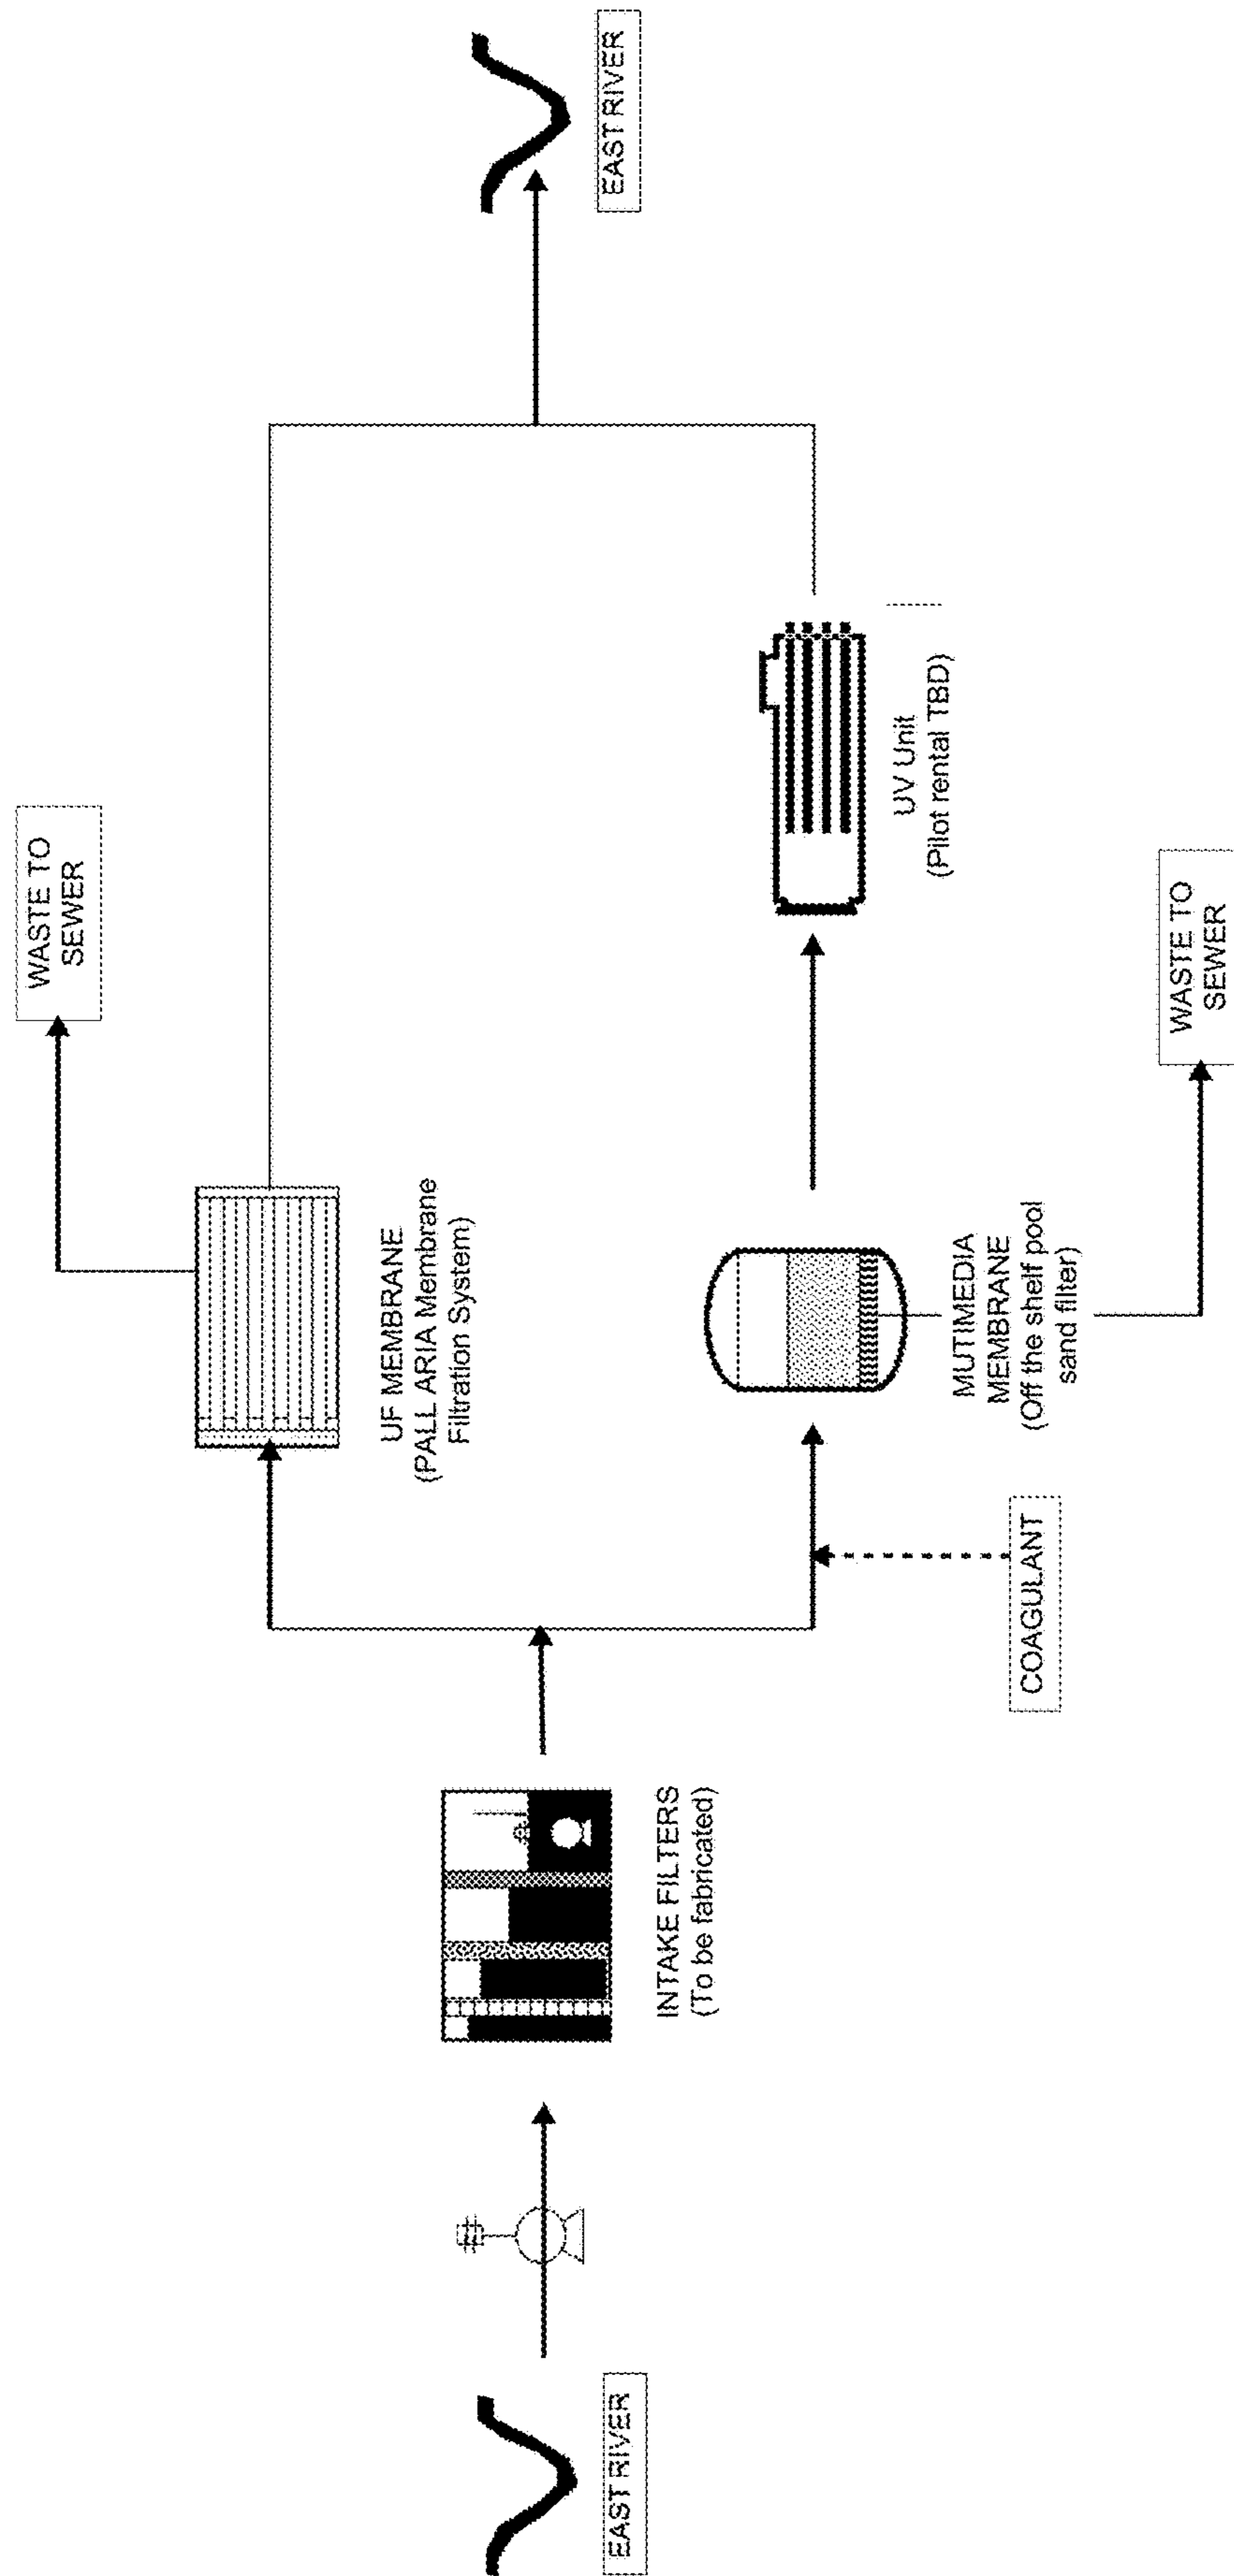 EAST RIVER
INTAKE FILTERS
(To be fabricated)
COAGULANT
UF MEMBRANE
(PALL ARIA Membrane
Filtration System)
WASTE TO
SEWER
MUTIMEDIA
MEMBRANE
(Off the shelf pool
sand filter)
WASTE TO
SEWER
UV Unit
(Pilot rental TBD)
EAST RIVER